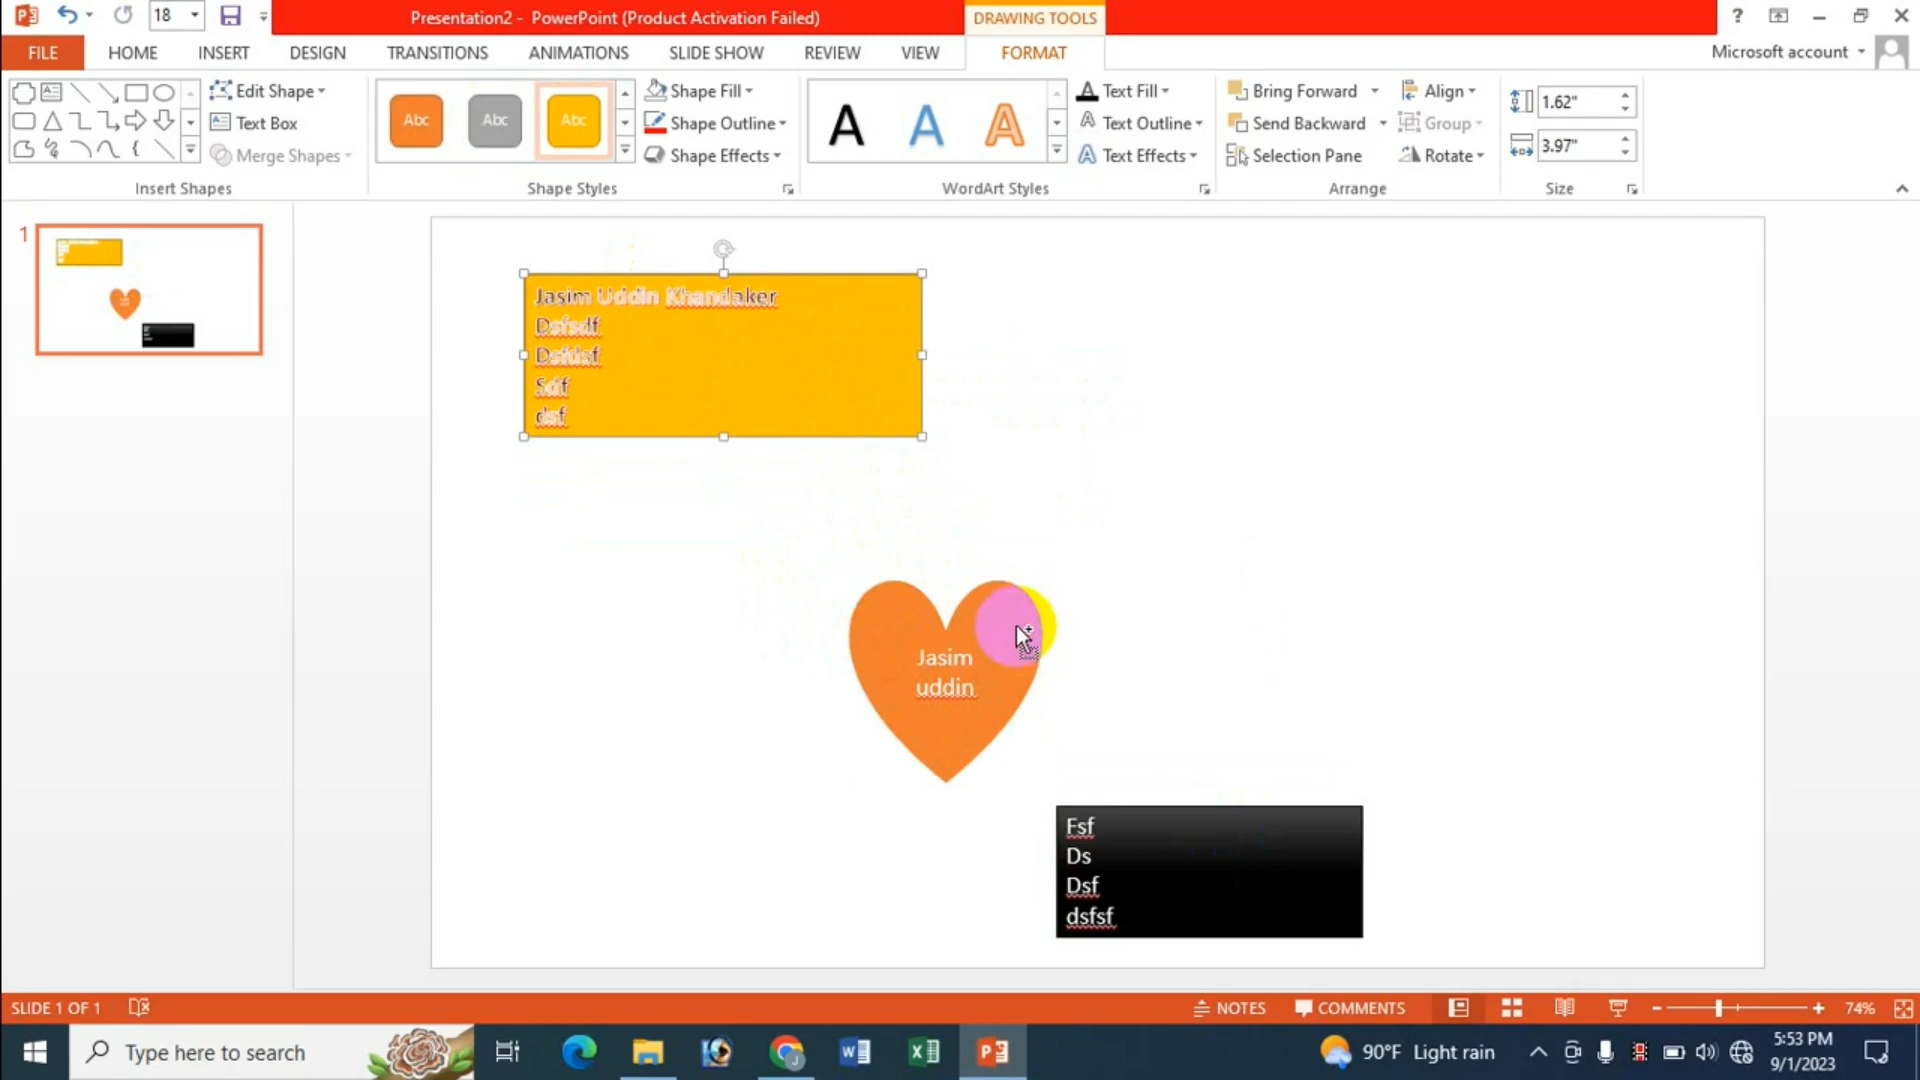 18
Presentation2 - PowerPoint (Product Activation Failed)
DRAWING TOOLS
?
FILE
HOME
INSERT
DESIGN
TRANSITIONS
ANIMATIONS
SLIDE SHOW
REVIEW
VIEW
FORMAT
Microsoft account
Edit Shape
Text Box
Merge Shapes
Insert Shapes
Abc
Abc
Abc
Shape Fill
Shape Outline
Shape Effects
Shape Styles
A
A
A
Text Fill
Text Outline
Text Effects
WordArt Styles
Bring Forward
Send Backward
Selection Pane
Align
Group
Rotate
Arrange
1.62"
3.97"
Size
1
Jasim Uddin Khandaker
Dsfsdf
Dsfdsf
Sdf
dsf
Jasim
uddin
Fsf
Ds
Dsf
dsfsf
SLIDE 1 OF 1
NOTES
COMMENTS
74%
Type here to search
90°F Light rain
5:53 PM
9/1/2023